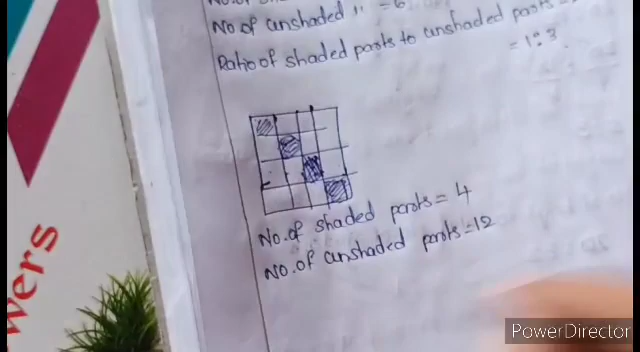 No of unshaded " = 6
Ratio of shaded parts to unshaded parts =
= 1:3
No. of shaded parts = 4
No. of unshaded parts = 12
wers
PowerDirector